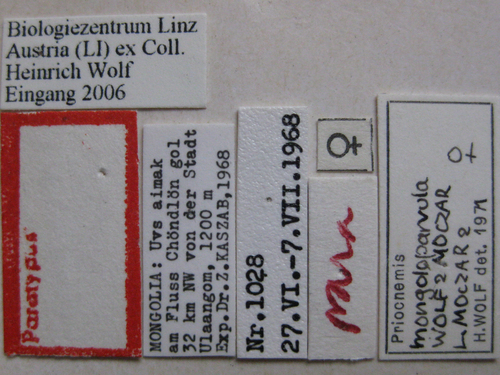 Biologiezentrum Linz
Austria (LI) ex Coll.
Heinrich Wolf
Eingang 2006
Paratypus
MONGOLIA: Uvs aimak
am Fluss Chöndlön gol
32 km NW von der Stadt
Ulaangom, 1200 m
Exp.Dr.Z.KASZAB,1968
Nr.1028
27.VI.-7.VII.1968
♀
Priocnemis
mongoloparvula
WOLF & MOCZAR
L. MOCZAR ♀
♀
H.WOLF det. 1971